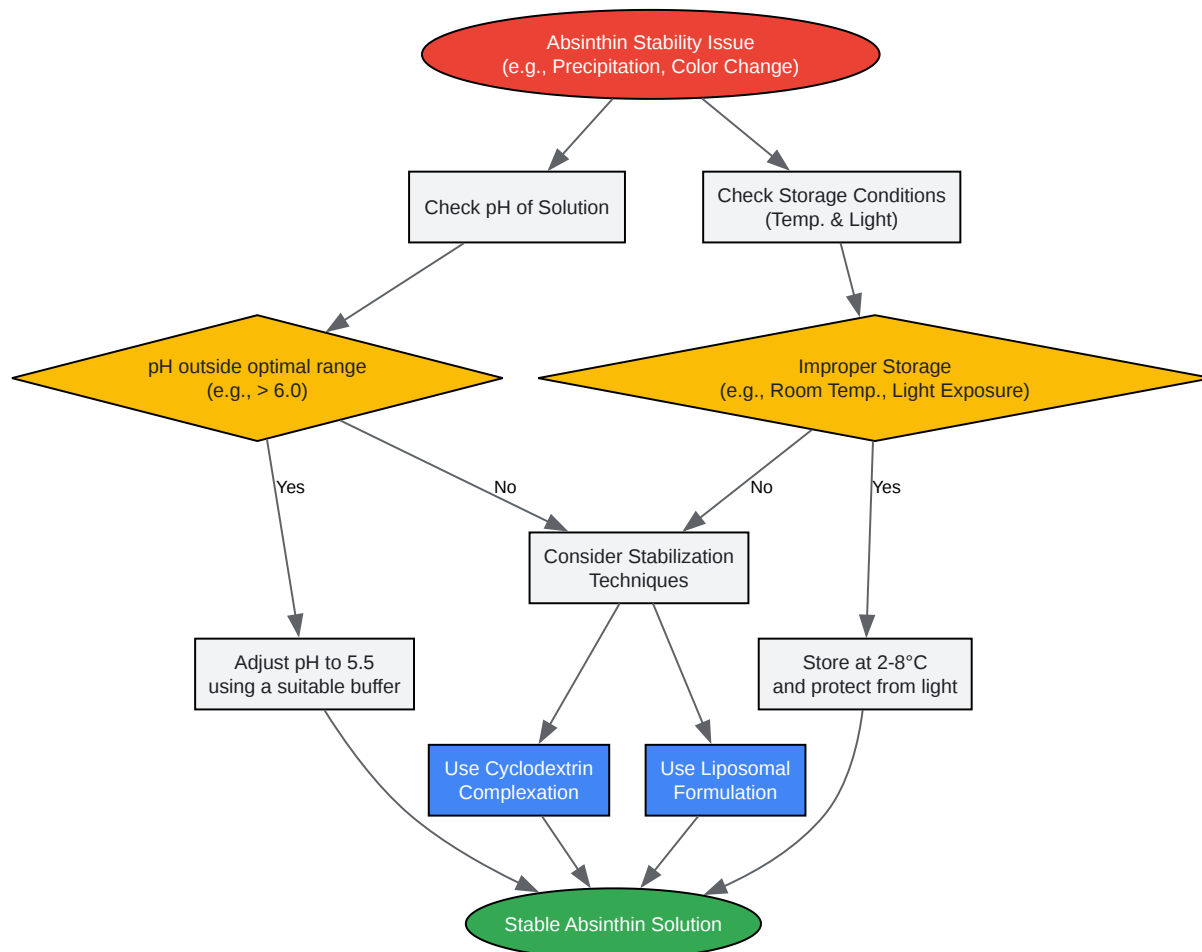 Absinthin Stability Issue
(e.g., Precipitation, Color Change)
Check pH of Solution
Check Storage Conditions
(Temp. & Light)
pH outside optimal range
(e.g., > 6.0)
Improper Storage
(e.g., Room Temp., Light Exposure)
Yes
No
No
Yes
Consider Stabilization
Techniques
Adjust pH to 5.5
using a suitable buffer
Store at 2-8°C
and protect from light
Use Cyclodextrin
Complexation
Use Liposomal
Formulation
Stable Absinthin Solution